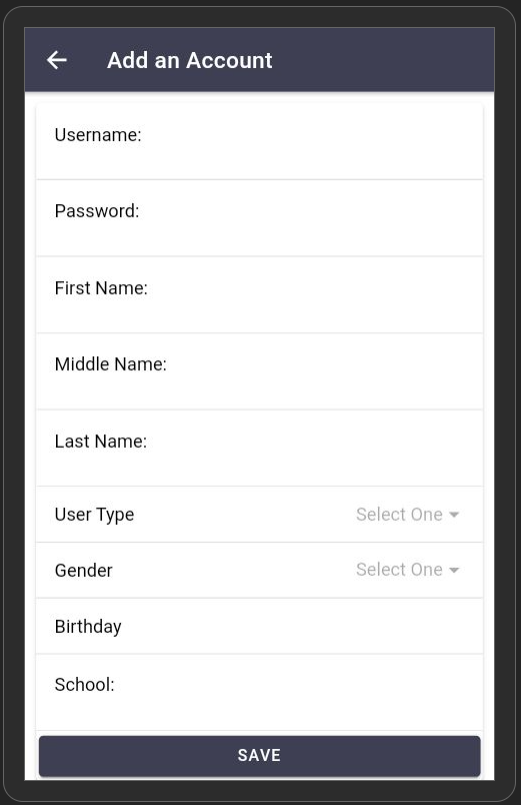 Add an Account
Username:
Password:
First Name:
Middle Name:
Last Name:
User Type Select One
Gender Select One
Birthday
School:
SAVE